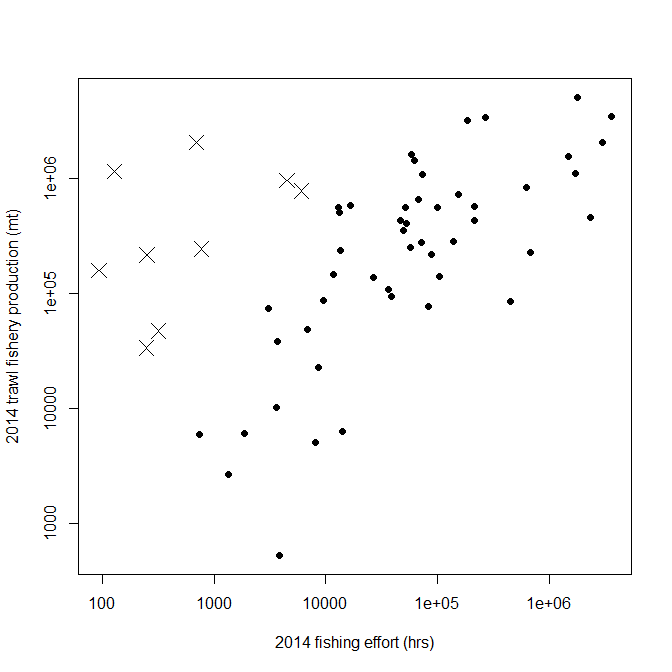 2014 trawl fishery production (mt)
1e+06
1e+05
10000
1000
100 1000 10000 1e+05 1e+06
2014 fishing effort (hrs)